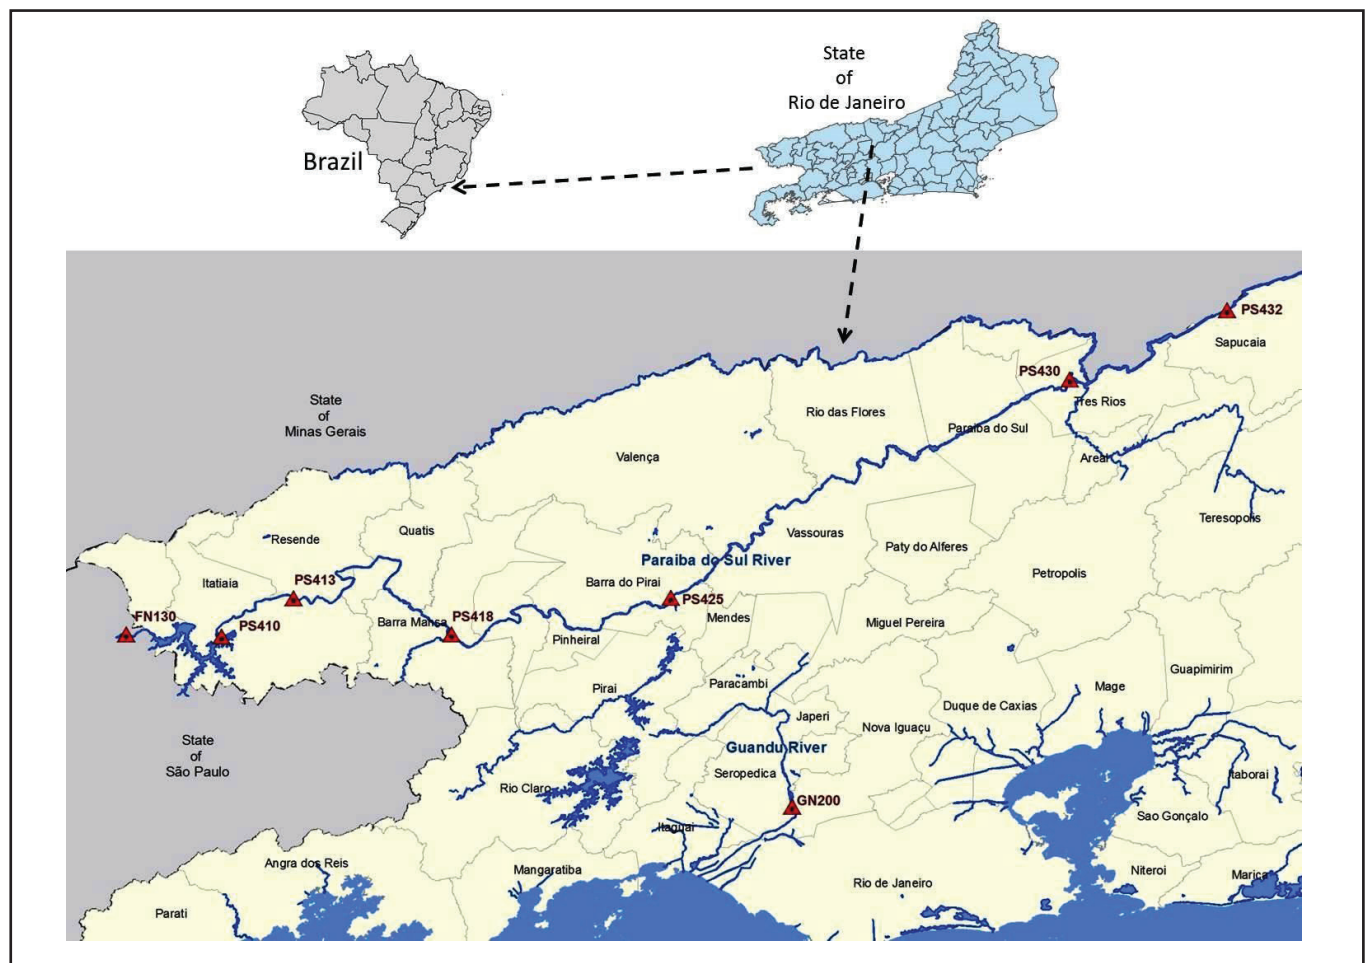 State
of
Rio de Janeiro
Brazil
PS432
Sapucaia
PS430
Tres Rios
State
of
Minas Gerais
Rio das Flores
Paraiba do Sul
Areal
Valença
Teresopolis
Quatis
Resende
Vassouras
Paty do Alferes
Paraiba do Sul River
Petropolis
Itatiaia
PS413
Barra do Pirai
PS425
FN130
PS410
Barra Mansa
PS418
Mendes
Miguel Pereira
Pinheiral
Guapimirim
Pirai
Paracambi
Mage
Duque de Caxias
Japeri
Nova Iguaçu
State
of
São Paulo
Guandu River
Seropedica
Itaborai
Rio Claro
GN200
Sao Gonçalo
Itaguai
Angra dos Reis
Mangaratiba
Niteroi
Marica
Rio de Janeiro
Parati